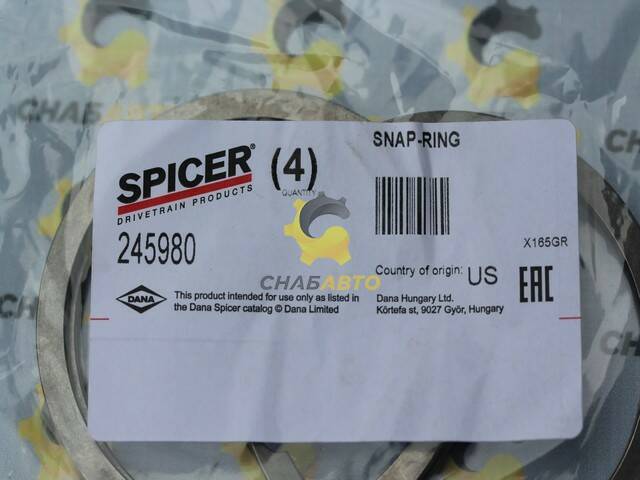 СНАБАВТО
SNAP-RING
SPICER®
DRIVETRAIN PRODUCTS
(4)
QUANTITY
245980
X165GR
СНАБАВТО
Country of origin: US
EAC
DANA
This product intended for use only as listed in
the Dana Spicer catalog © Dana Limited
Dana Hungary Ltd.
Körtefa st, 9027 Györ, Hungary